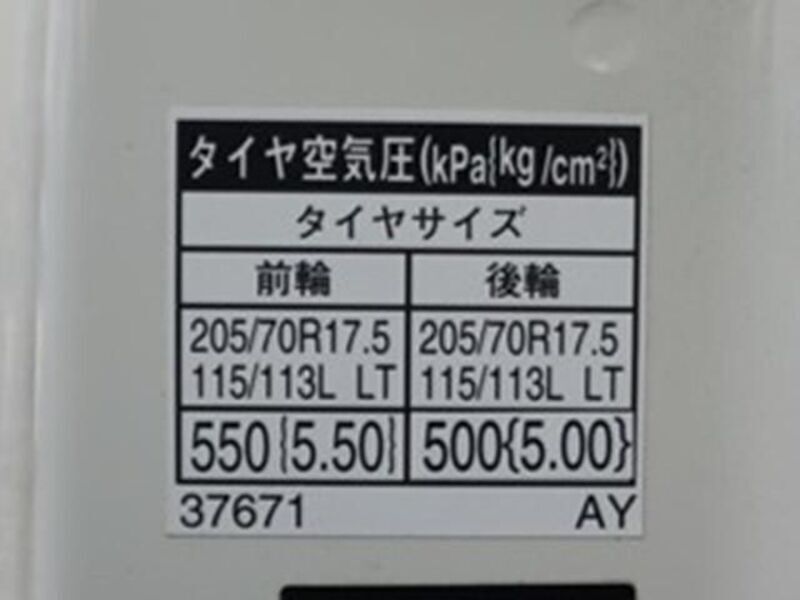 タイヤ空気圧(kPa{kg/cm²})
タイヤサイズ
前輪 後輪
205/70R17.5 205/70R17.5
115/113L LT 115/113L LT
550{5.50} 500{5.00}
37671 AY